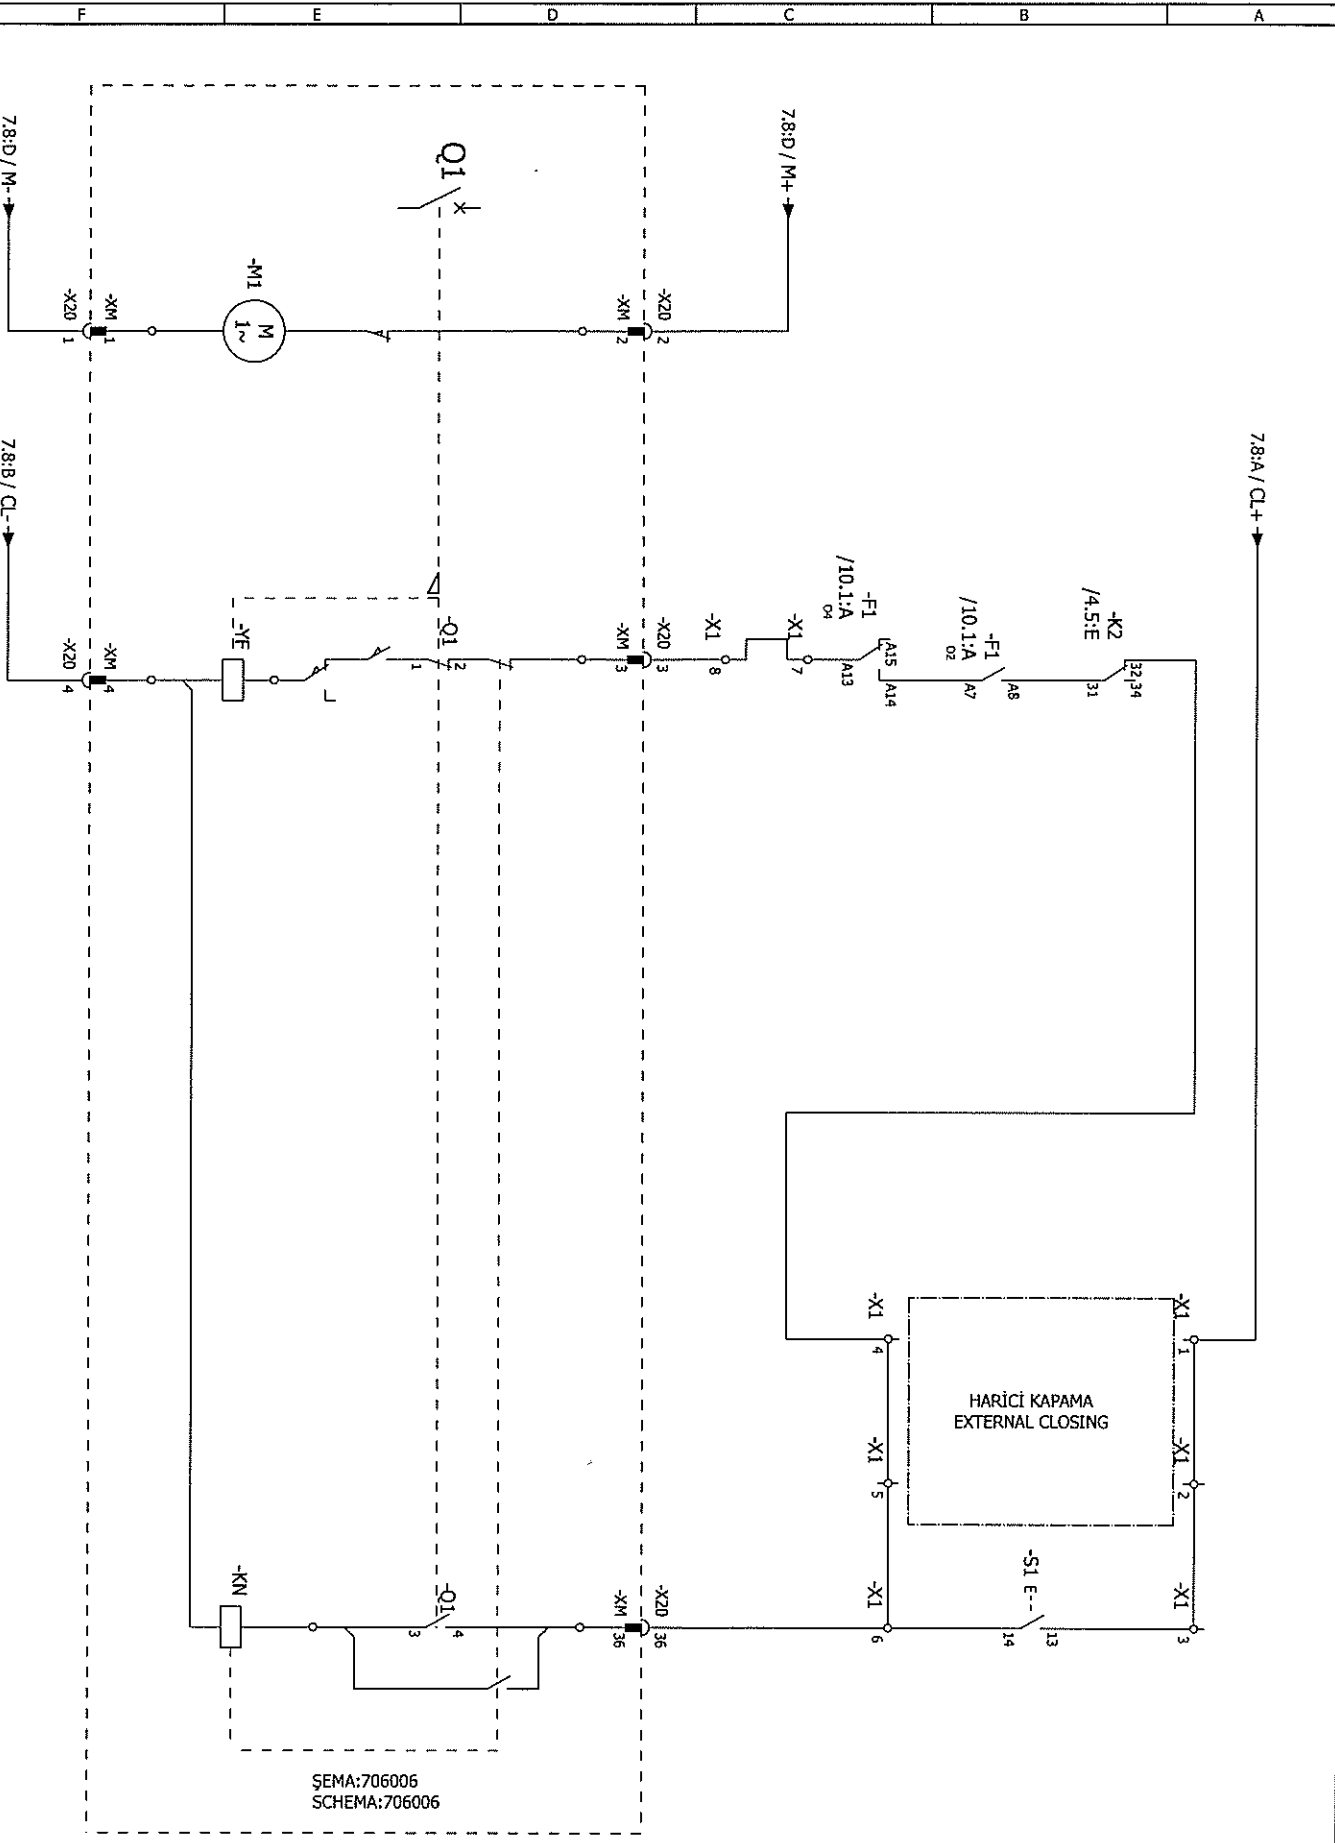 F
E
D
C
B
A
7.8:D / M-
7.8:D / M+
Q1
-M1
M
1~
-X20
1
-XM
1
-XM
2
-X20
2
7.8:B / CL-
7.8:A / CL+
-X20
4
-XM
4
-YF
-Q1
1
2
-XM
3
-X20
3
-X1
8
-X1
7
-F1
/10.1:A
O4
A13
A15
A14
-F1
/10.1:A
O2
A7
A8
-K2
/4.5:E
31
32
34
-X1
4
-X1
1
HARİCİ KAPAMA
EXTERNAL CLOSING
-X1
5
-X1
2
-KN
-Q1
3
4
-XM
36
-X20
36
-X1
6
-S1
E--
14
13
-X1
3
ŞEMA:706006
SCHEMA:706006